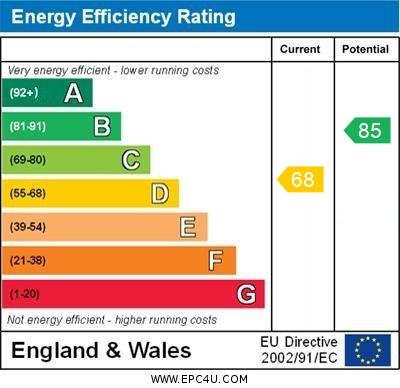 Energy Efficiency Rating
Current Potential
Very energy efficient - lower running costs
(92+) A
(81-91) B
(69-80) C
(55-68) D
(39-54) E
(21-38) F
(1-20) G
68
85
Not energy efficient - higher running costs
England & Wales
EU Directive
2002/91/EC
WWW.EPC4U.COM